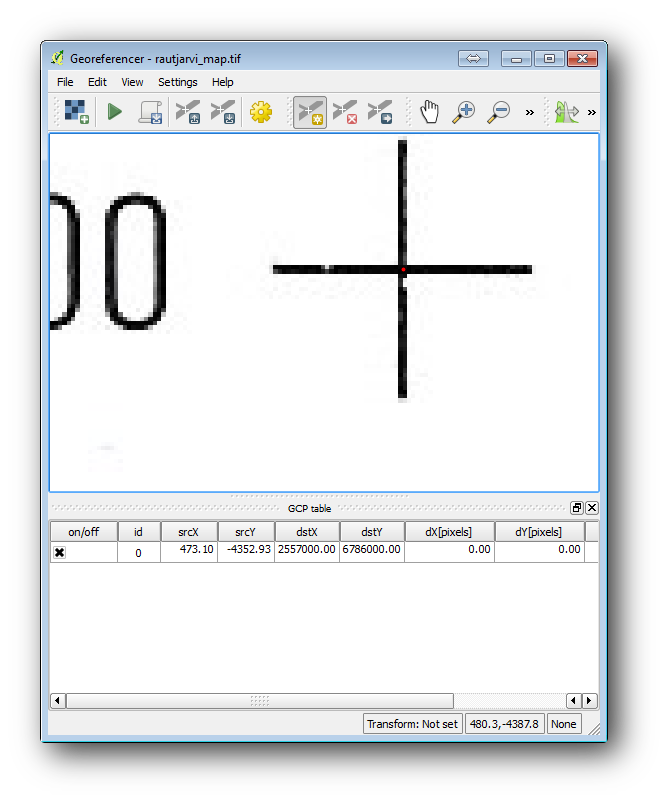 Georeferencer - rautjarvi_map.tif
File Edit View Settings Help
» »
00
GCP table
on/off id srcX srcY dstX dstY dX[pixels] dY[pixels]
0 473.10 -4352.93 2557000.00 6786000.00 0.00 0.00
Transform: Not set 480.3,-4387.8 None